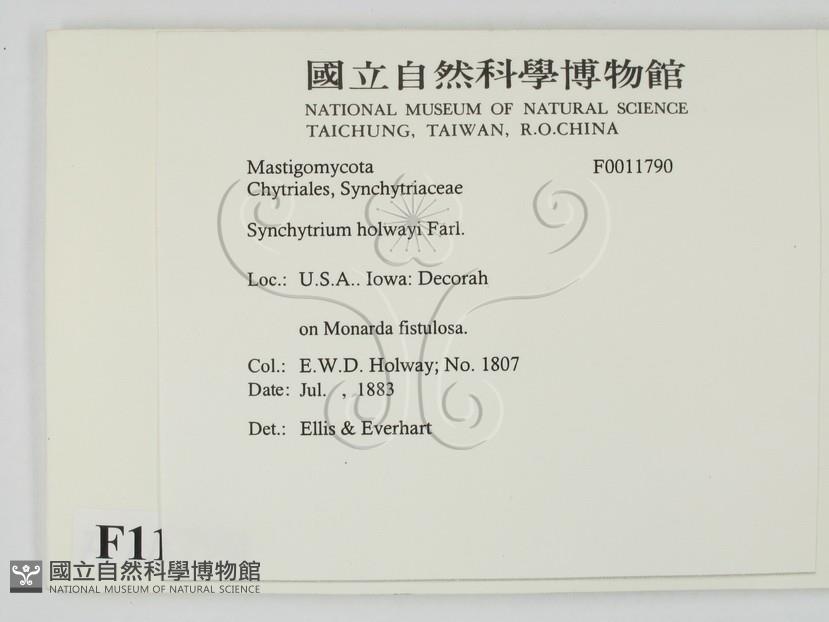 國立自然科學博物館
NATIONAL MUSEUM OF NATURAL SCIENCE
TAICHUNG, TAIWAN, R.O.CHINA
Mastigomycota F0011790
Chytriales, Synchytriaceae
Synchytrium holwayi Farl.
Loc.: U.S.A.. Iowa: Decorah
on Monarda fistulosa.
Col.: E.W.D. Holway; No. 1807
Date: Jul. , 1883
Det.: Ellis & Everhart
F11
國立自然科學博物館
NATIONAL MUSEUM OF NATURAL SCIENCE